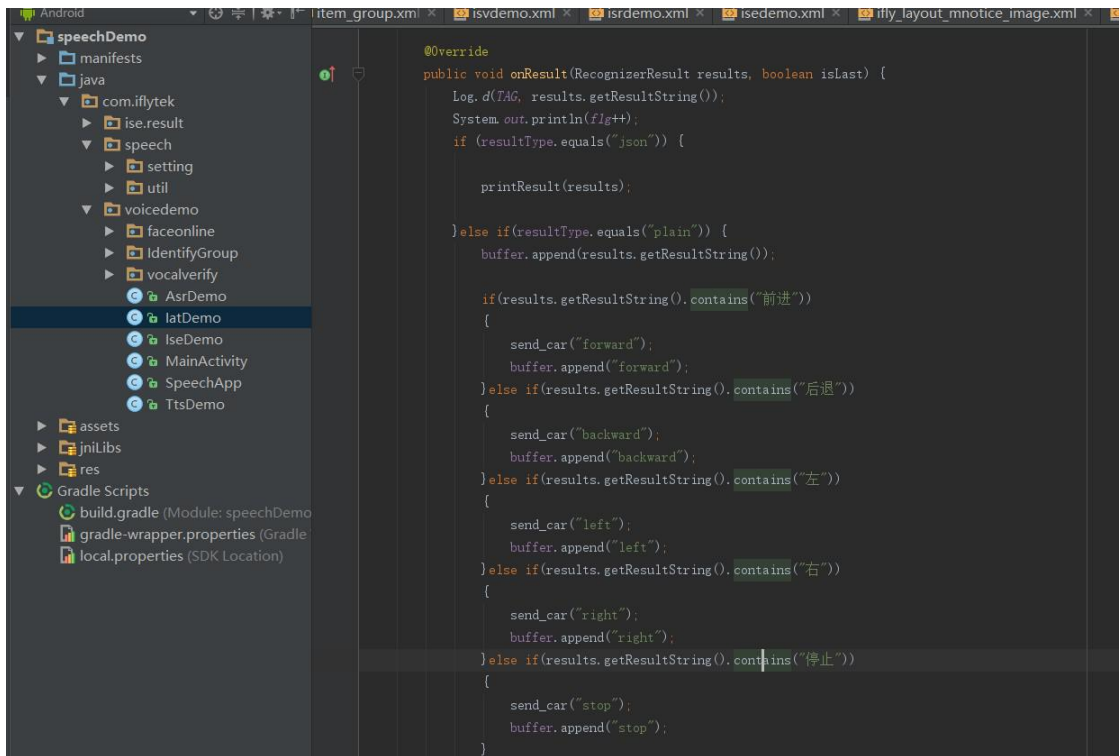 Android
speechDemo
manifests
java
com.iflytek
ise.result
speech
setting
util
voicedemo
faceonline
IdentifyGroup
vocalverify
AsrDemo
IatDemo
IseDemo
MainActivity
SpeechApp
TtsDemo
assets
jniLibs
res
Gradle Scripts
build.gradle (Module: speechDemo
gradle-wrapper.properties (Gradle
local.properties (SDK Location)
item_group.xml isvdemo.xml isrdemo.xml isedemo.xml ifly_layout_mnotice_image.xml
@Override
public void onResult(RecognizerResult results, boolean isLast) {
Log.d(TAG, results.getResultString());
System.out.println(flg++);
if (resultType.equals("json")) {
printResult(results);
}else if(resultType.equals("plain")) {
buffer.append(results.getResultString());
if(results.getResultString().contains("前进"))
{
send_car("forward");
buffer.append("forward");
}else if(results.getResultString().contains("后退"))
{
send_car("backward");
buffer.append("backward");
}else if(results.getResultString().contains("左"))
{
send_car("left");
buffer.append("left");
}else if(results.getResultString().contains("右"))
{
send_car("right");
buffer.append("right");
}else if(results.getResultString().contains("停止"))
{
send_car("stop");
buffer.append("stop");
}